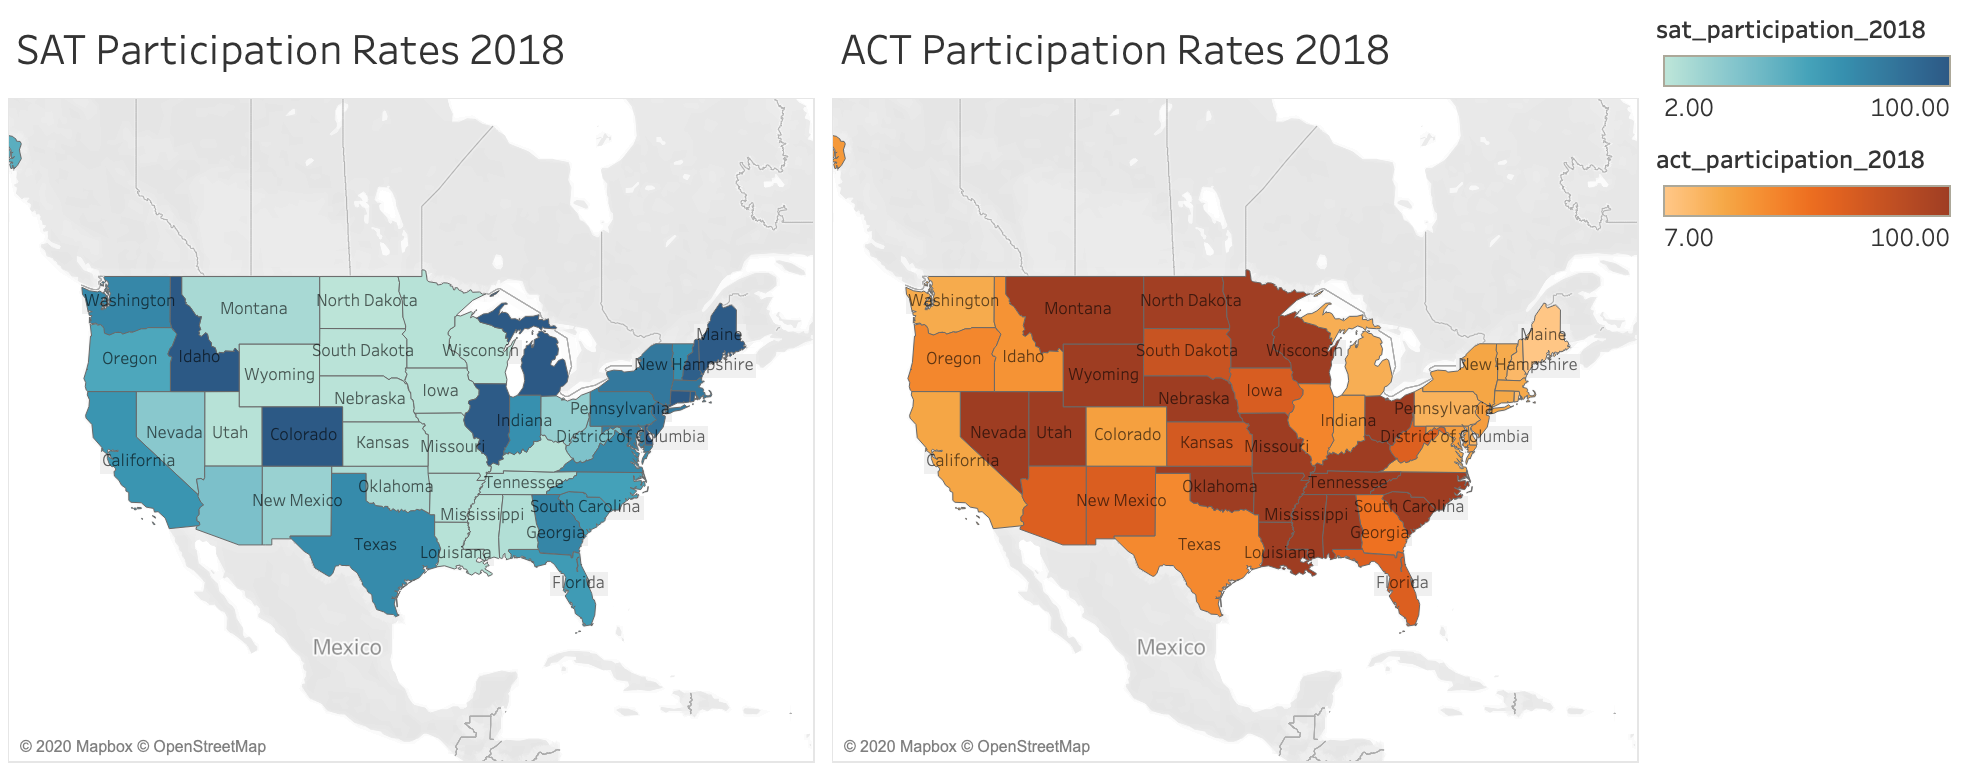 SAT Participation Rates 2018
Washington
Montana
North Dakota
Maine
Oregon
Idaho
South Dakota
Wisconsin
New Hampshire
Wyoming
Iowa
Nebraska
Pennsylvania
Nevada
Utah
Colorado
Kansas
Missouri
Indiana
District of Columbia
California
New Mexico
Oklahoma
Tennessee
Mississippi
South Carolina
Georgia
Texas
Louisiana
Florida
Mexico
© 2020 Mapbox © OpenStreetMap
ACT Participation Rates 2018
Washington
Montana
North Dakota
Maine
Oregon
Idaho
South Dakota
Wisconsin
New Hampshire
Wyoming
Iowa
Nebraska
Pennsylvania
Nevada
Utah
Colorado
Kansas
Missouri
Indiana
District of Columbia
California
New Mexico
Oklahoma
Tennessee
Mississippi
South Carolina
Georgia
Texas
Louisiana
Florida
Mexico
© 2020 Mapbox © OpenStreetMap
sat_participation_2018
2.00 100.00
act_participation_2018
7.00 100.00